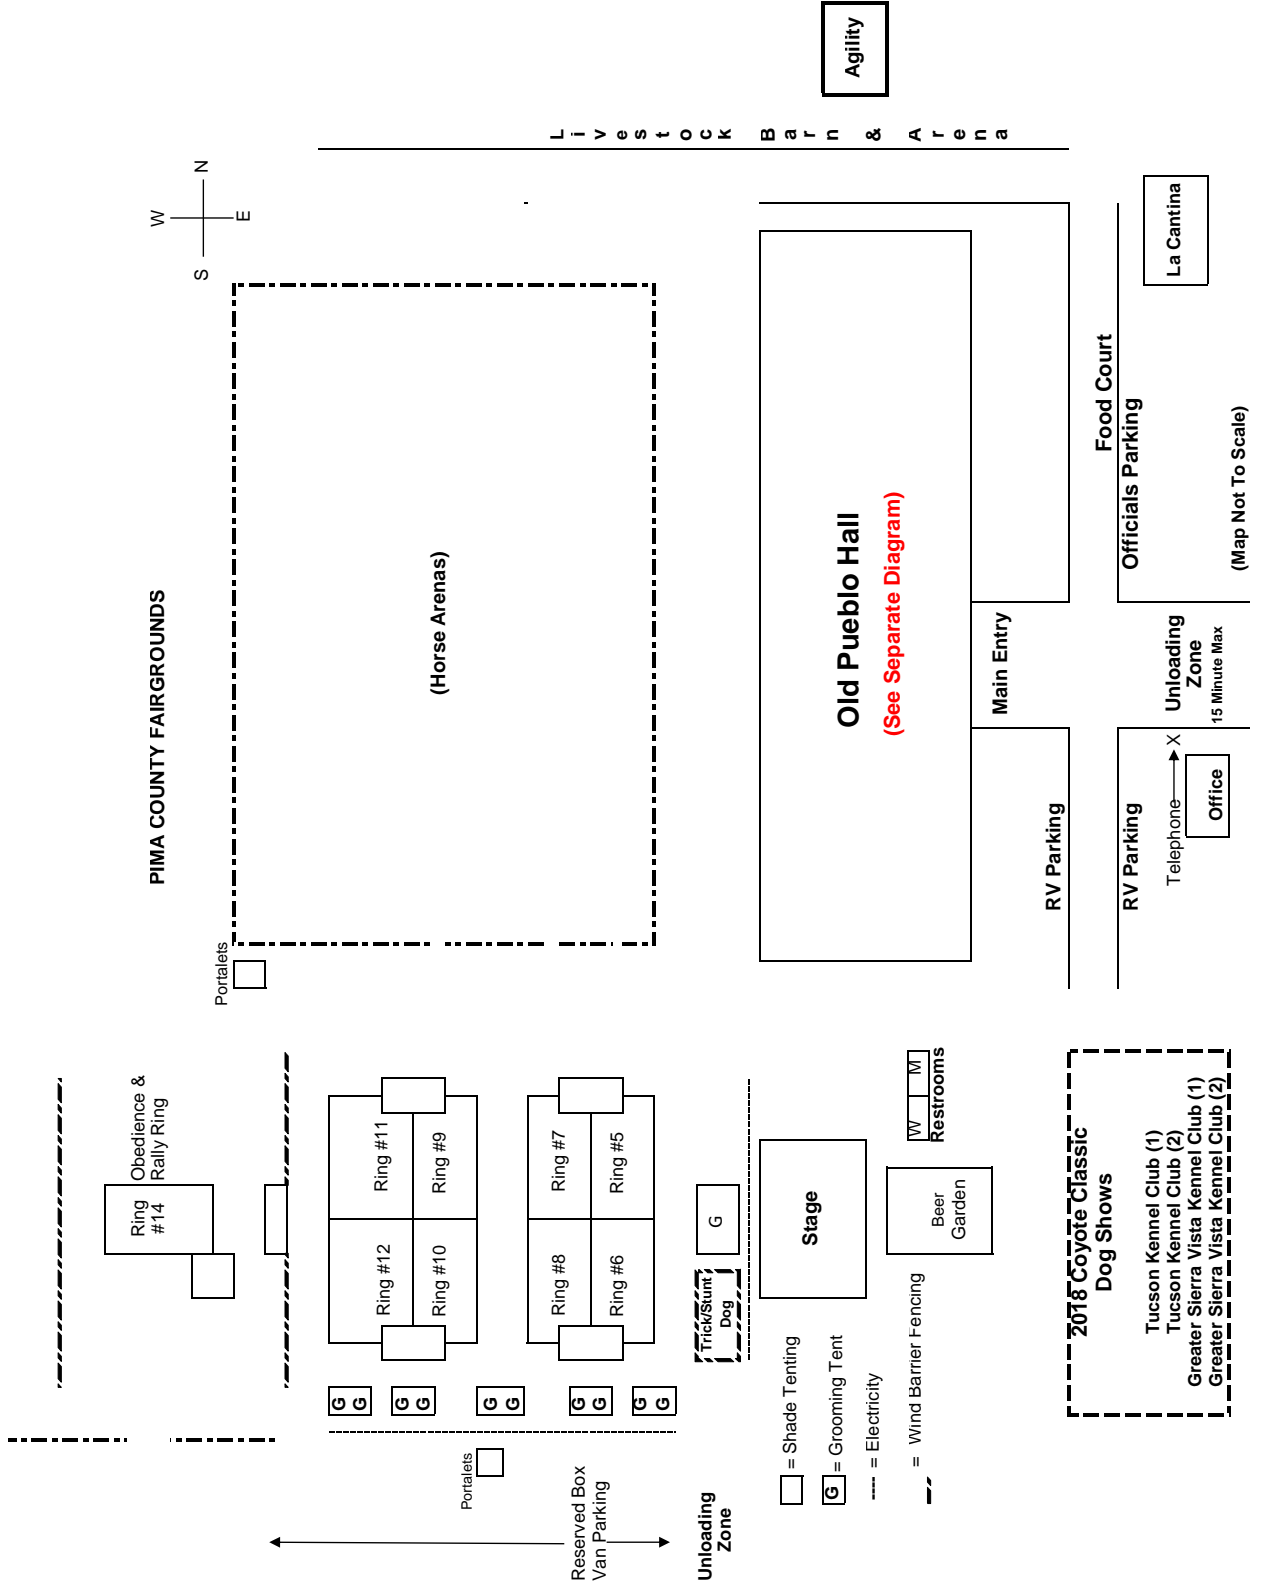 PIMA COUNTY FAIRGROUNDS
W
N
S
E
Agility
Livestock Barn & Arena
(Horse Arenas)
Portalets
Obedience &
Rally Ring
Ring
#14
Ring #11
Ring #9
Ring #12
Ring #10
Ring #7
Ring #5
Ring #8
Ring #6
G
G
G
G
G
G
G
G
G
G
Portalets
Reserved Box
Van Parking
Unloading
Zone
G
Trick/Stunt
Dog
Stage
Beer
Garden
W
M
Restrooms
Old Pueblo Hall
(See Separate Diagram)
Main Entry
Food Court
Officials Parking
La Cantina
(Map Not To Scale)
Unloading
Zone
15 Minute Max
RV Parking
RV Parking
Telephone
X
Office
= Shade Tenting
G = Grooming Tent
---- = Electricity
= Wind Barrier Fencing
2018 Coyote Classic
Dog Shows
Tucson Kennel Club (1)
Tucson Kennel Club (2)
Greater Sierra Vista Kennel Club (1)
Greater Sierra Vista Kennel Club (2)